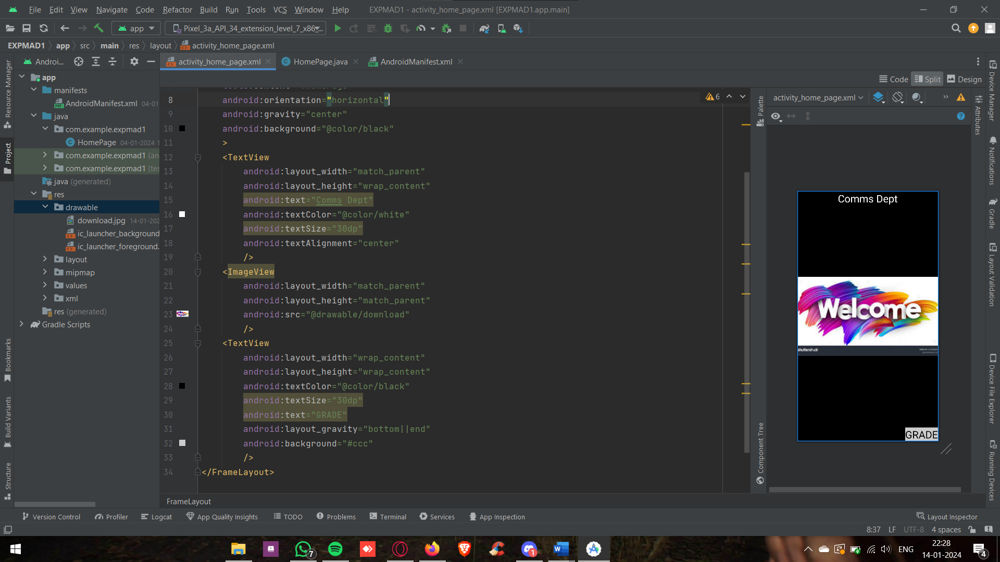 File Edit View Navigate Code Refactor Build Run Tools VCS Window Help EXPMAD1 - activity_home_page.xml [EXPMAD1.app.main]
app Pixel_3a_API_34_extension_level_7_x86
EXPMAD1 app src main res layout activity_home_page.xml
Androi... activity_home_page.xml HomePage.java AndroidManifest.xml
Code Split Design
Resource Manager
Project
Bookmarks
Build Variants
Structure
app
manifests
AndroidManifest.xml 04-01
java
com.example.expmad1
HomePage 04-01-2024 1
com.example.expmad1 (an
com.example.expmad1 (tes
java (generated)
res
drawable
download.jpg 14-01-202
ic_launcher_background
ic_launcher_foreground.
layout
mipmap
values
xml
res (generated)
Gradle Scripts
8 android:orientation="horizontal"
9 android:gravity="center"
10 android:background="@color/black"
11 >
12 <TextView
13 android:layout_width="match_parent"
14 android:layout_height="wrap_content"
15 android:text="Comms Dept"
16 android:textColor="@color/white"
17 android:textSize="30dp"
18 android:textAlignment="center"
19 />
20 <ImageView
21 android:layout_width="match_parent"
22 android:layout_height="match_parent"
23 android:src="@drawable/download"
24 />
25 <TextView
26 android:layout_width="wrap_content"
27 android:layout_height="wrap_content"
28 android:textColor="@color/black"
29 android:textSize="30dp"
30 android:text="GRADE"
31 android:layout_gravity="bottom||end"
32 android:background="#ccc"
33 />
34 </FrameLayout>
6
FrameLayout
Palette
Component Tree
activity_home_page.xml
Comms Dept
Welcome
shutterstock
GRADE
Attributes
Device Manager
Notifications
Gradle
Layout Validation
Device File Explorer
Running Devices
Version Control Profiler Logcat App Quality Insights TODO Problems Terminal Services App Inspection Layout Inspector
8:37 LF UTF-8 4 spaces
7
1
ENG
22:28
14-01-2024
4